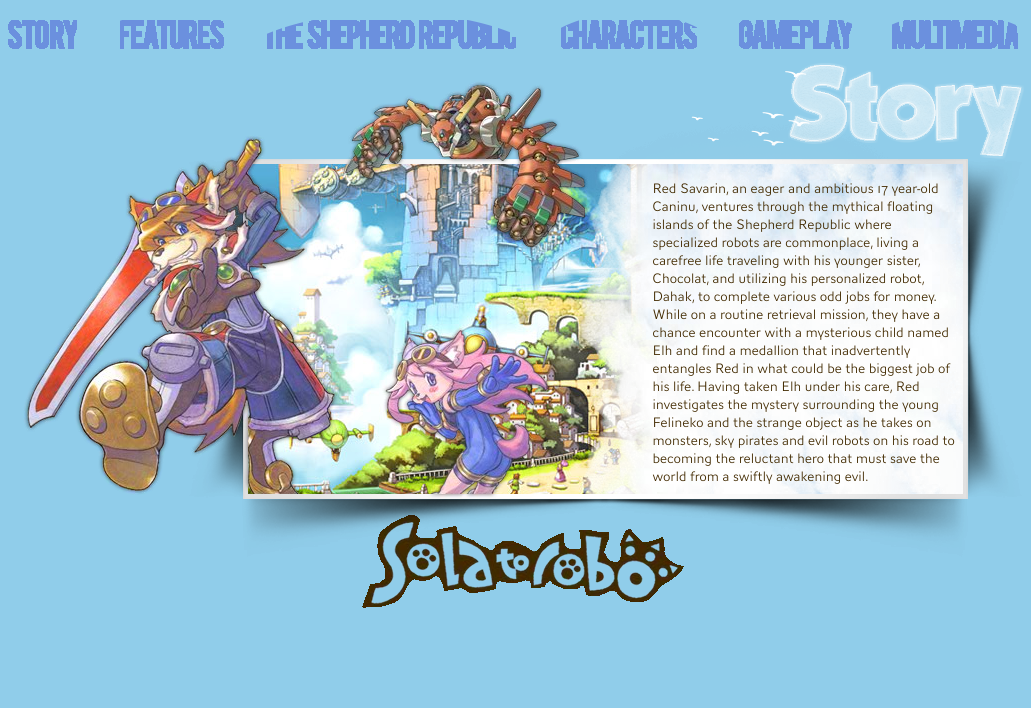 STORY FEATURES THE SHEPHERD REPUBLIC CHARACTERS GAMEPLAY MULTIMEDIA
Story
Red Savarin, an eager and ambitious 17 year-old
Caninu, ventures through the mythical floating
islands of the Shepherd Republic where
specialized robots are commonplace, living a
carefree life traveling with his younger sister,
Chocolat, and utilizing his personalized robot,
Dahak, to complete various odd jobs for money.
While on a routine retrieval mission, they have a
chance encounter with a mysterious child named
Elh and find a medallion that inadvertently
entangles Red in what could be the biggest job of
his life. Having taken Elh under his care, Red
investigates the mystery surrounding the young
Felineko and the strange object as he takes on
monsters, sky pirates and evil robots on his road to
becoming the reluctant hero that must save the
world from a swiftly awakening evil.
Solatorobo